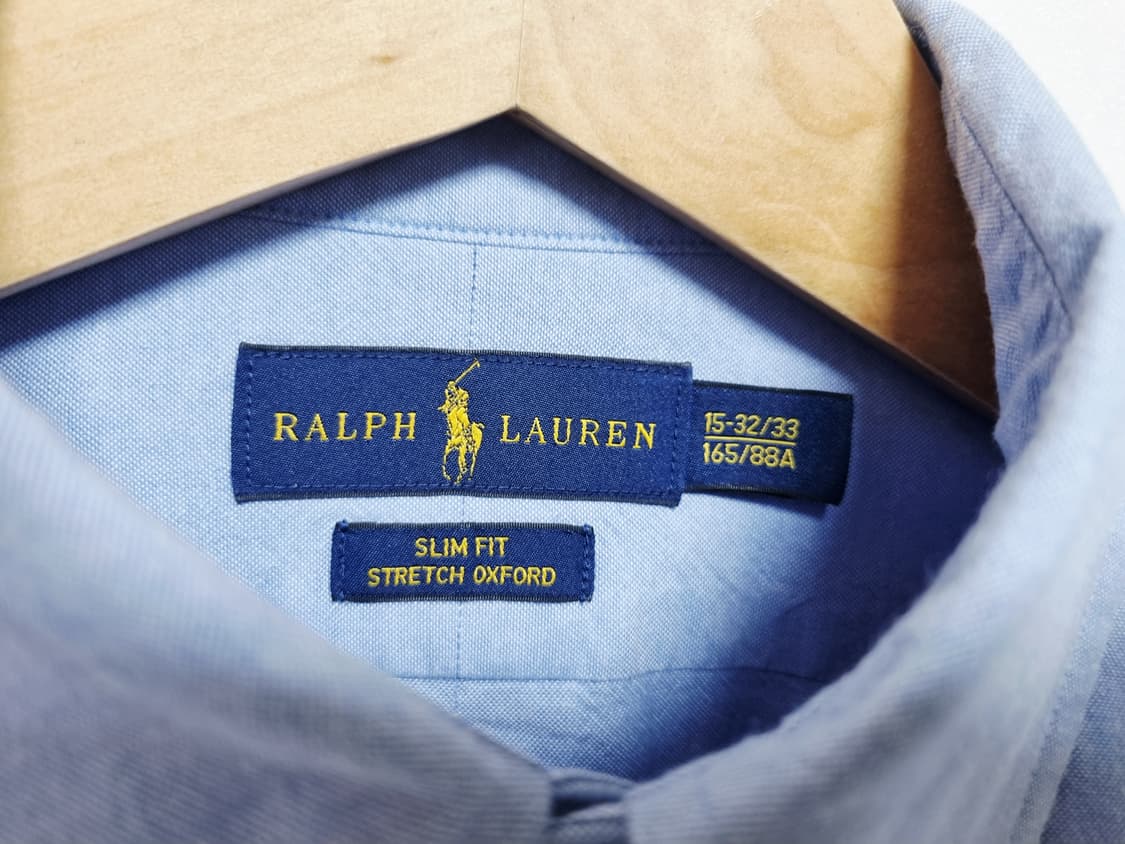 RALPH LAUREN
15-32/33
165/88A
SLIM FIT
STRETCH OXFORD